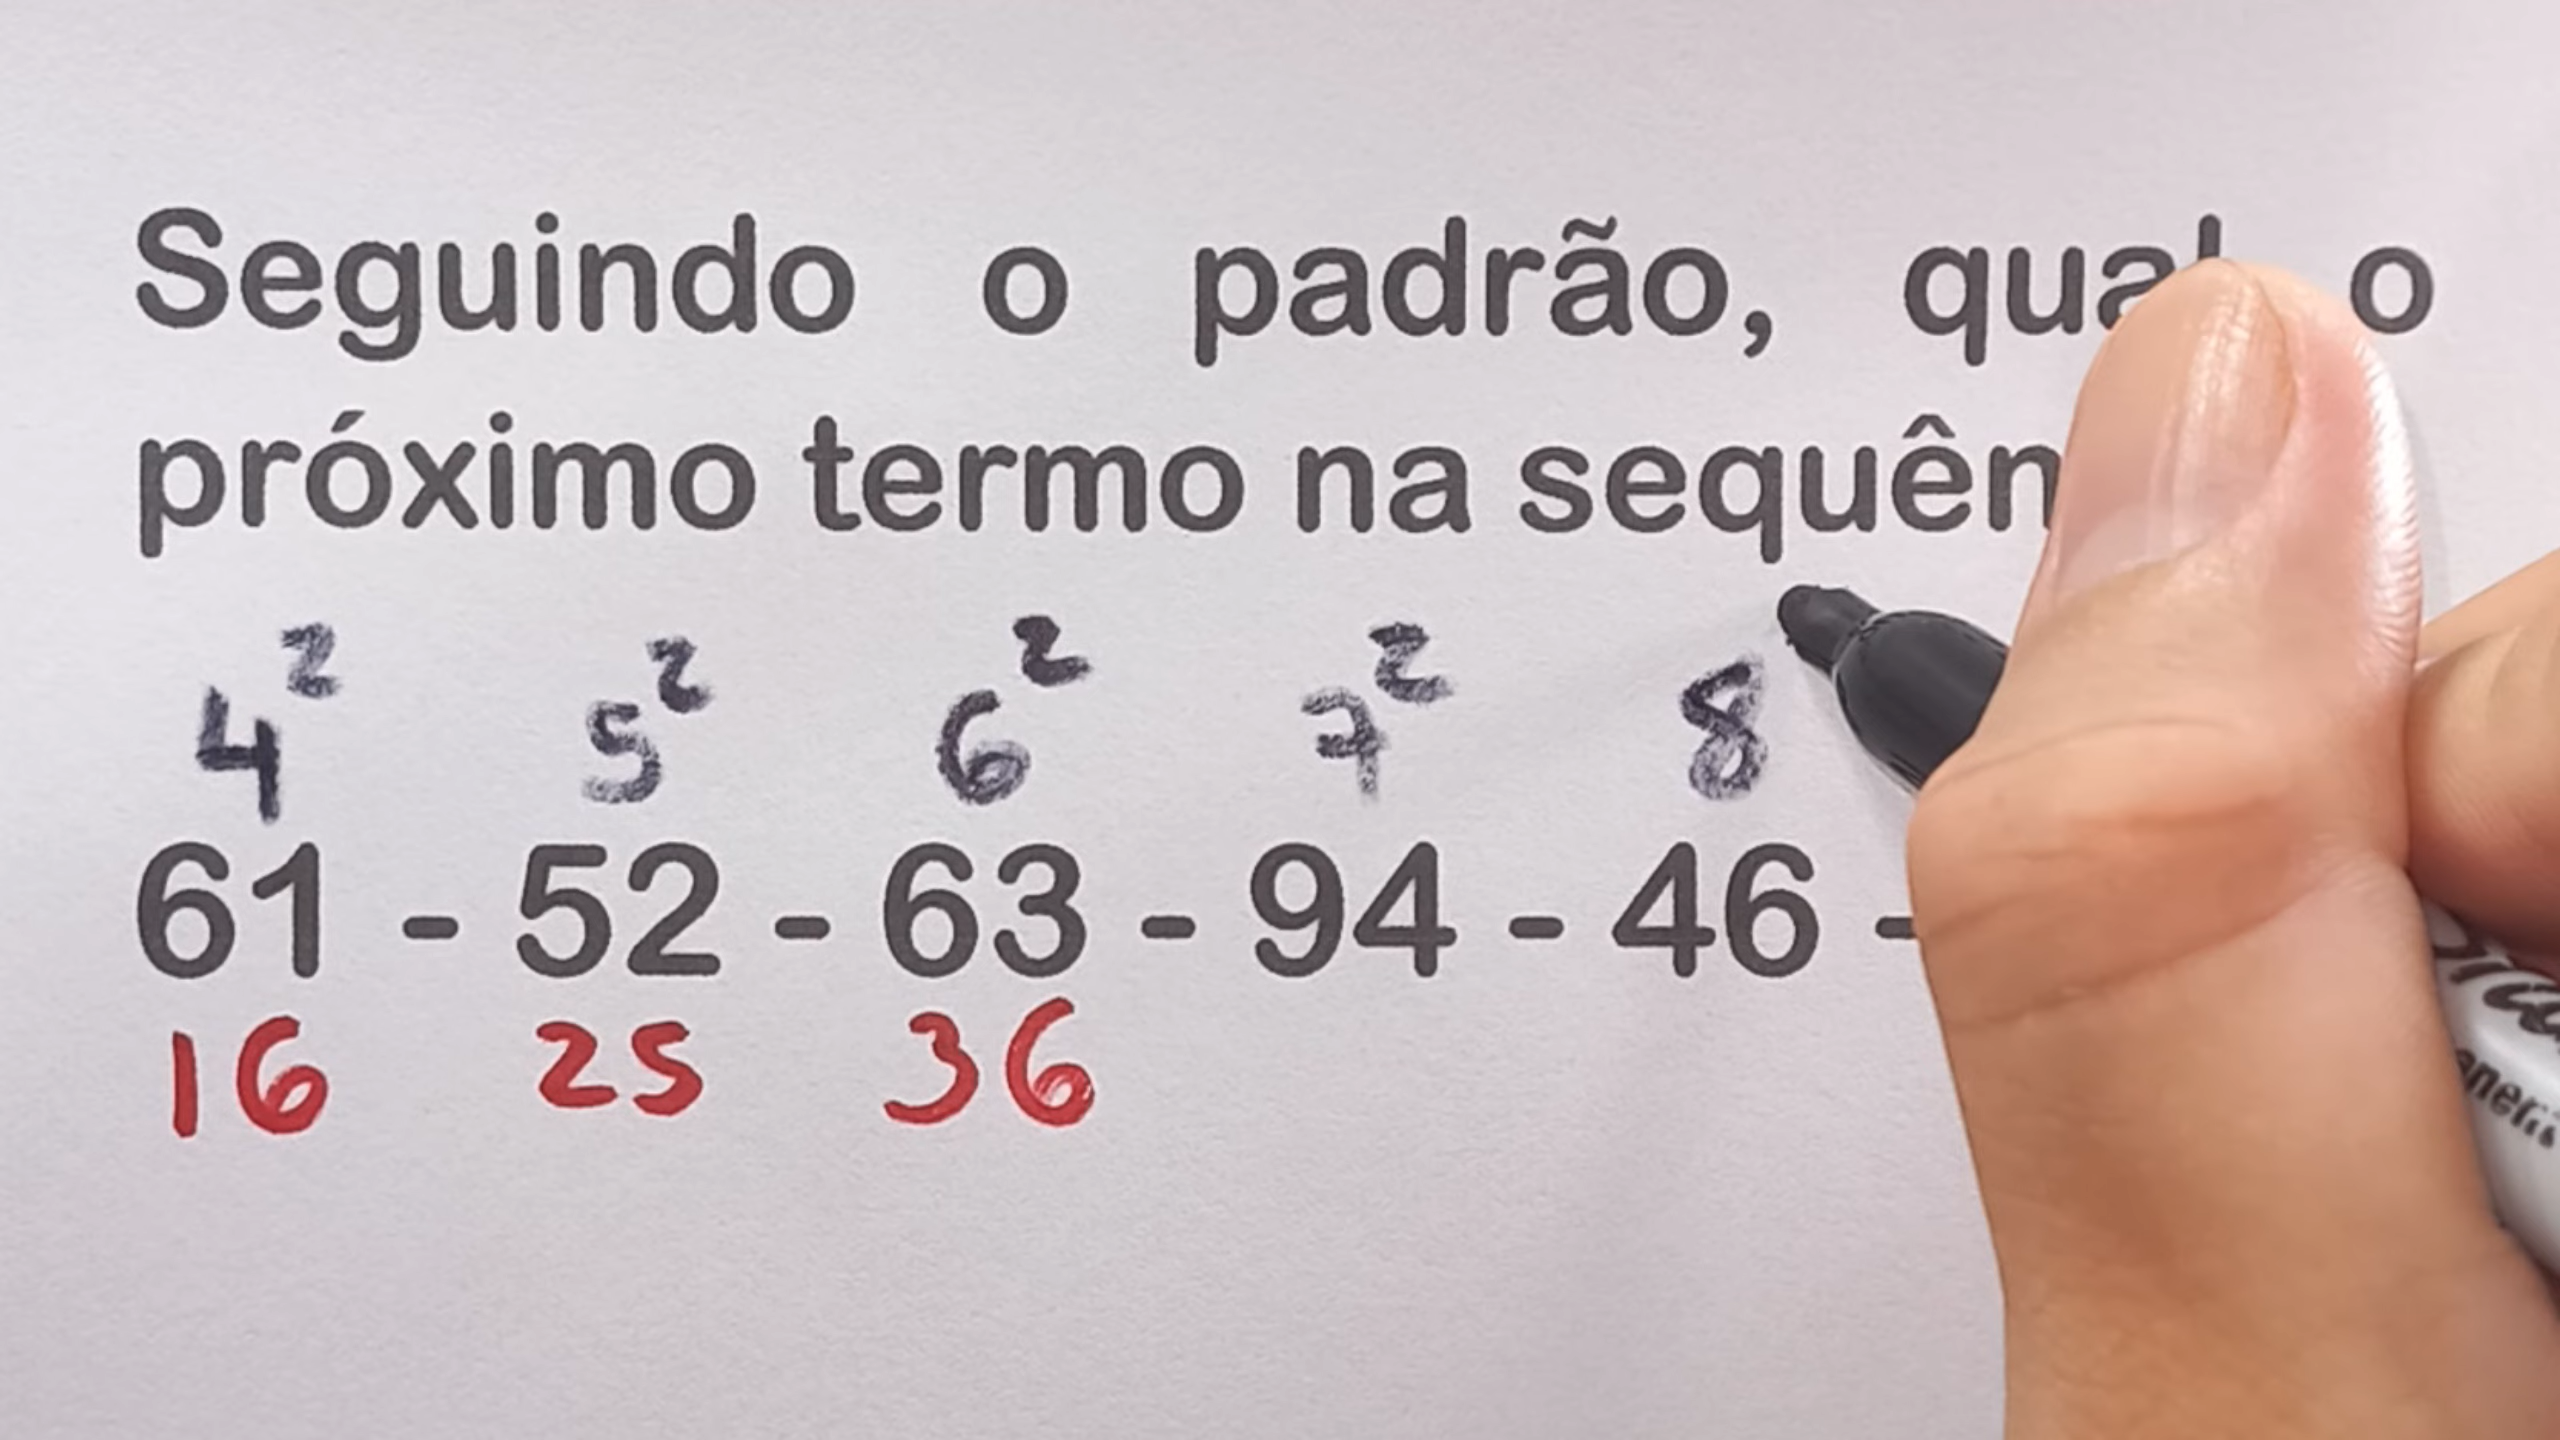 Seguindo o padrão, qual o
próximo termo na
4² 5² 6² 7² 8
61 - 52 - 63 - 94 - 46 -
16 25 36